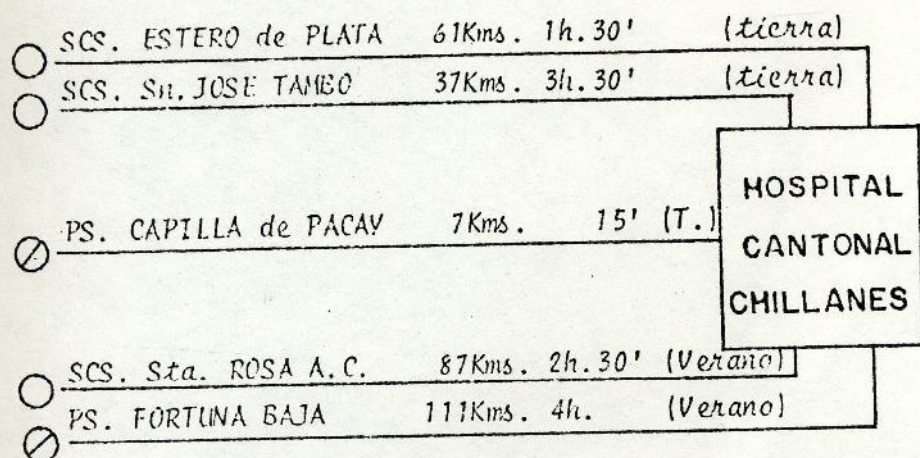 SCS. ESTERO de PLATA 61Kms. 1h.30' (tierra)
SCS. Sn. JOSE TAMBO 37Kms. 3h.30' (tierra)
PS. CAPILLA de PACAY 7Kms. 15' (T.)
HOSPITAL
CANTONAL
CHILLANES
SCS. Sta. ROSA A.C. 87Kms. 2h.30' (Verano)
PS. FORTUNA BAJA 111Kms. 4h. (Verano)